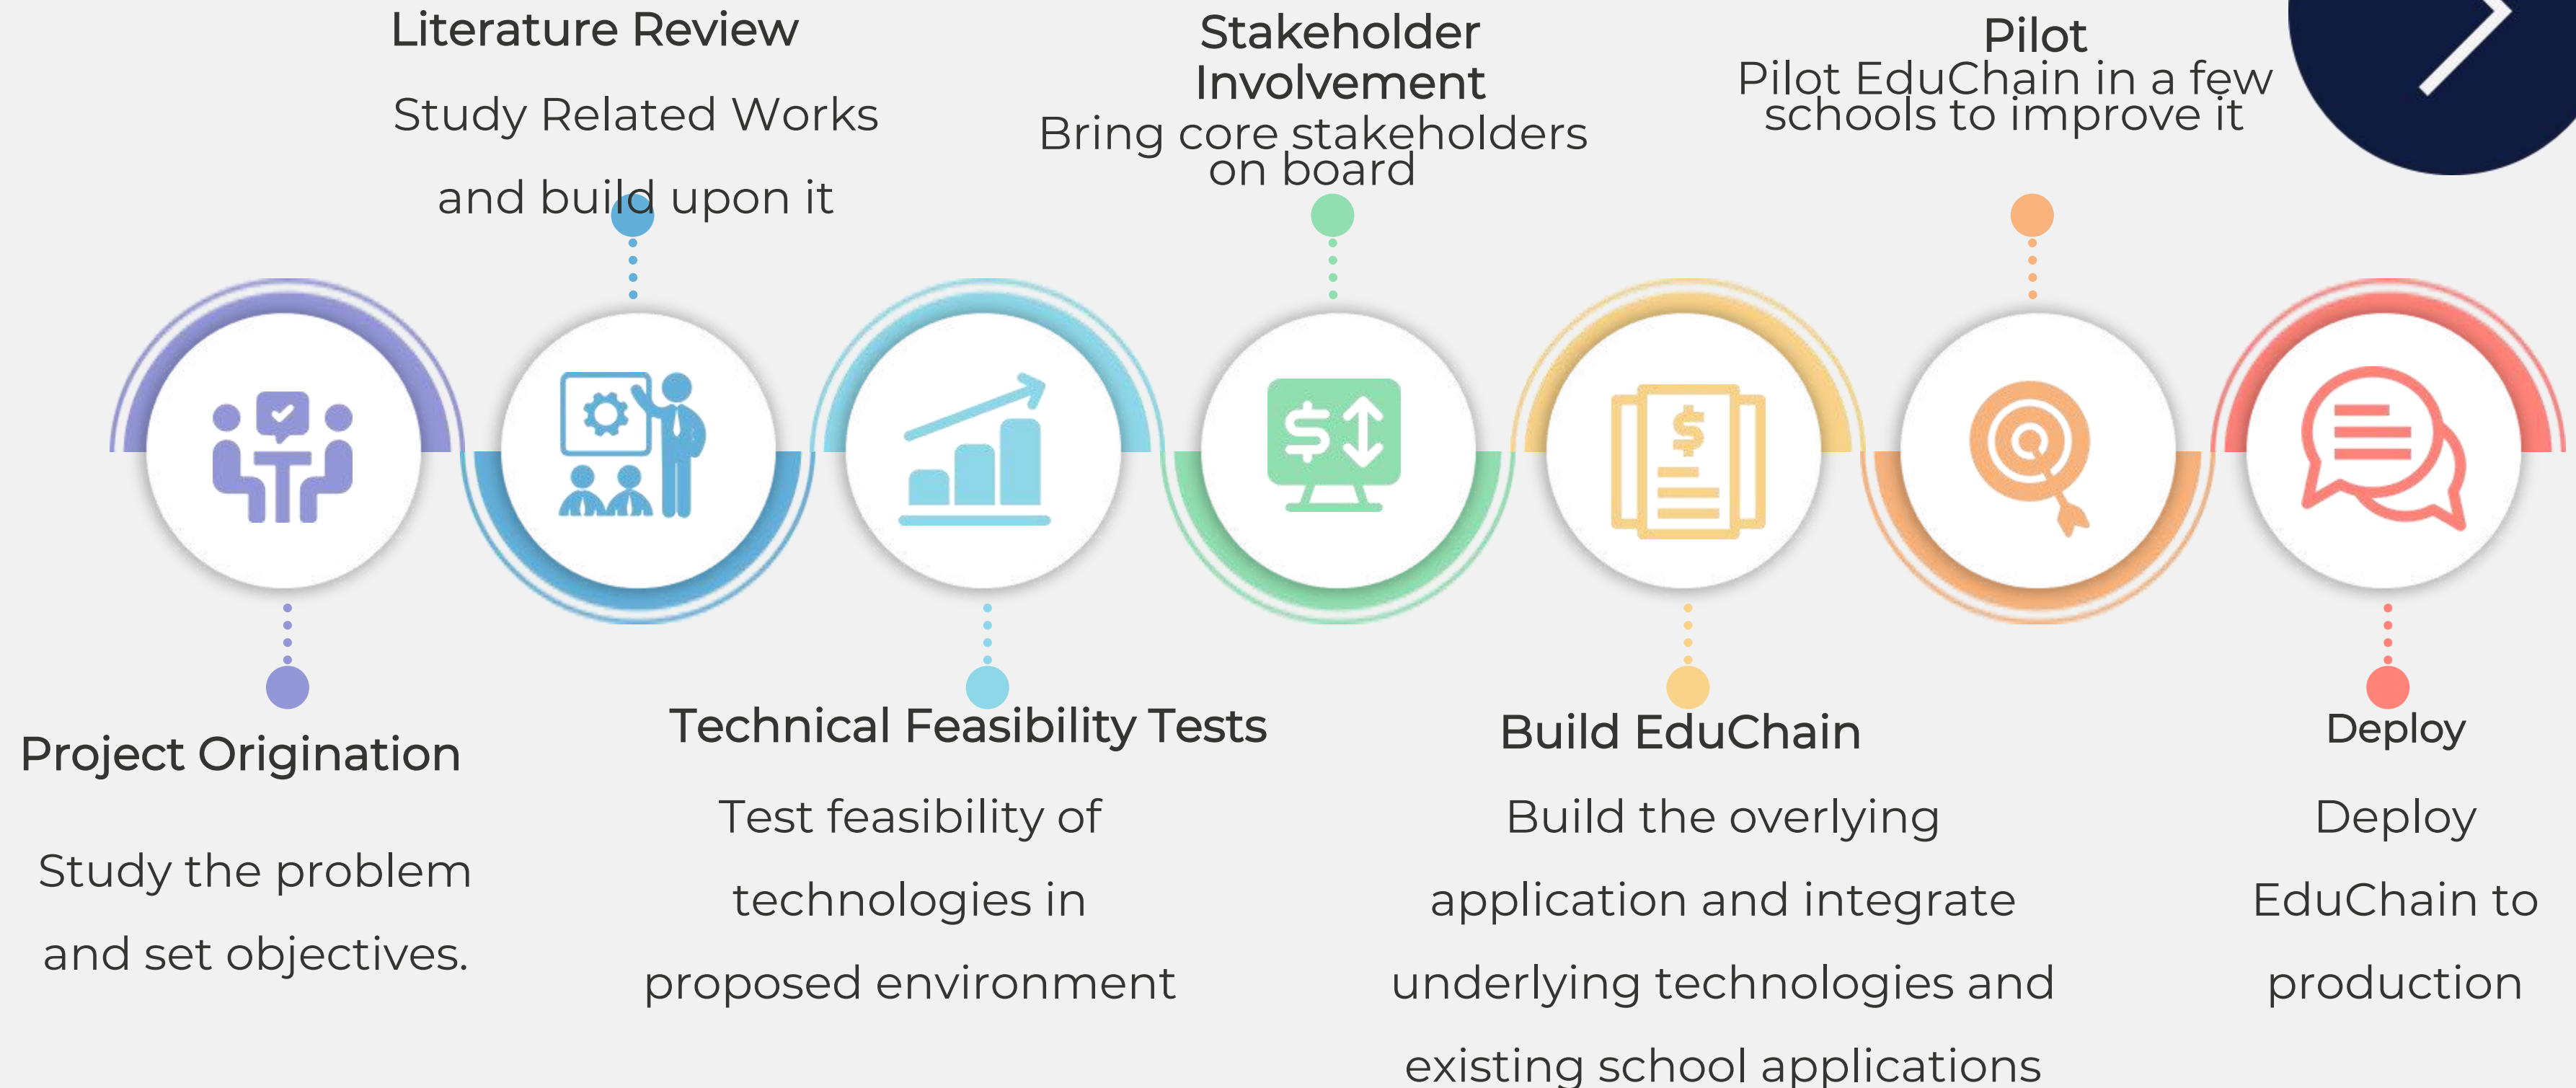 Literature Review
Study Related Works
and build upon it
Stakeholder
Involvement
Bring core stakeholders
on board
Pilot
Pilot EduChain in a few
schools to improve it
$
$
Project Origination
Study the problem
and set objectives.
Technical Feasibility Tests
Test feasibility of
technologies in
proposed environment
Build EduChain
Build the overlying
application and integrate
underlying technologies and
existing school applications
Deploy
Deploy
EduChain to
production